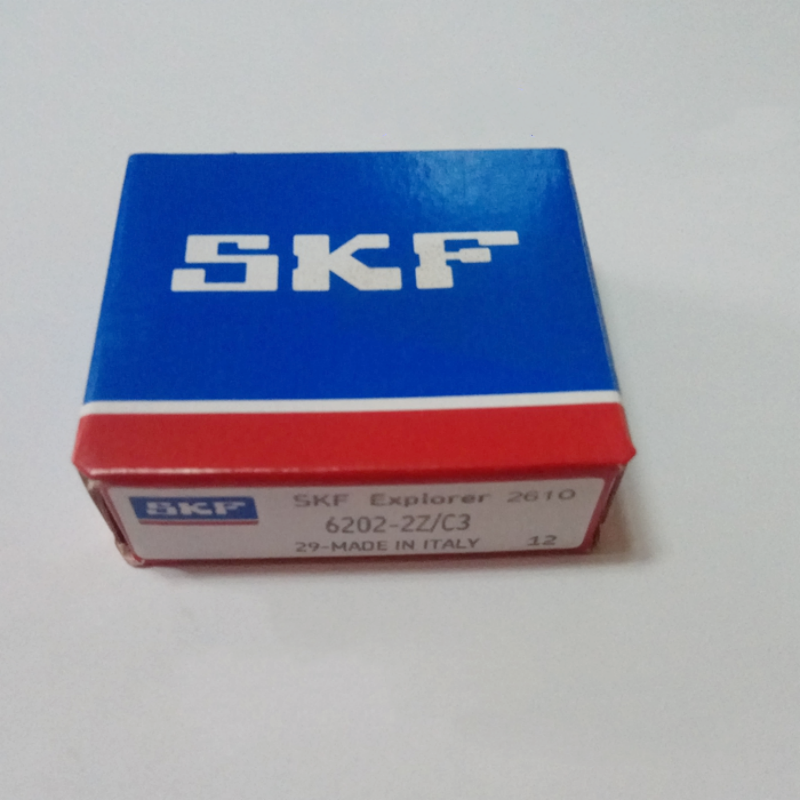 SKF
SKF
SKF Explorer 2610
6202-2Z/C3
29-MADE IN ITALY 12